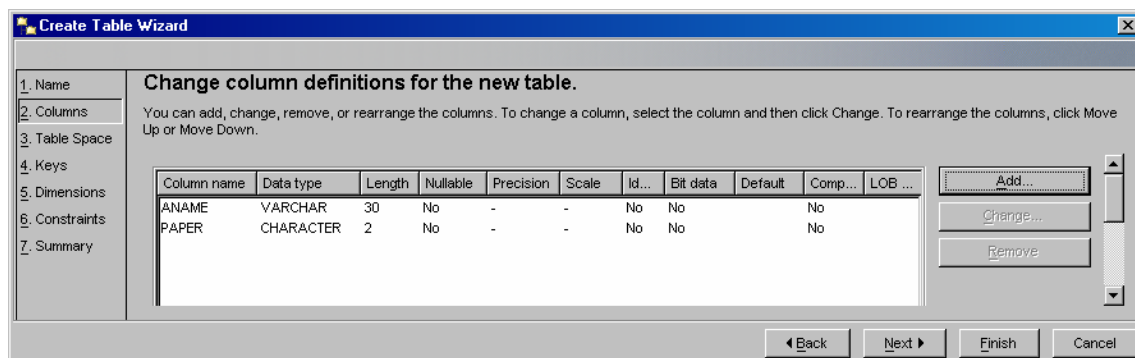 Create Table Wizard
1. Name
2. Columns
3. Table Space
4. Keys
5. Dimensions
6. Constraints
7. Summary
Change column definitions for the new table.
You can add, change, remove, or rearrange the columns. To change a column, select the column and then click Change. To rearrange the columns, click Move
Up or Move Down.
Column name Data type Length Nullable Precision Scale Id... Bit data Default Comp... LOB ...
ANAME VARCHAR 30 No - - No No No
PAPER CHARACTER 2 No - - No No No
Add...
Change...
Remove
Back Next Finish Cancel